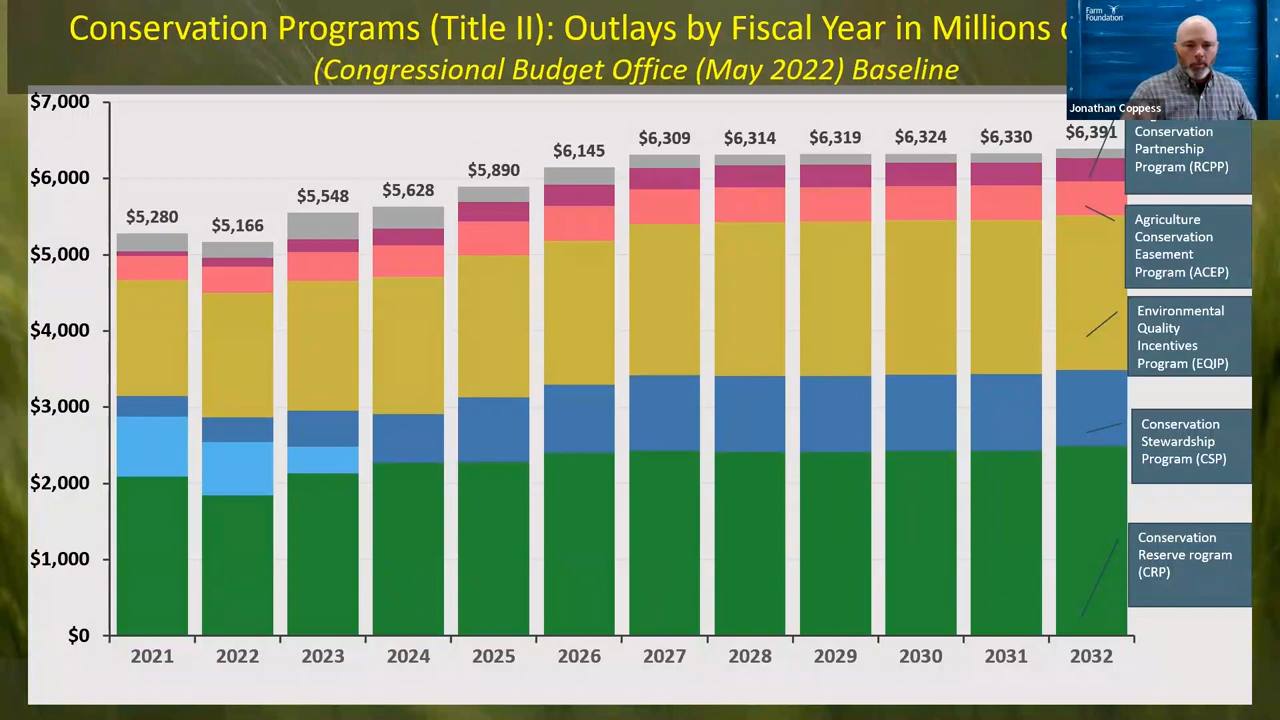 Conservation Programs (Title II): Outlays by Fiscal Year in Millions
(Congressional Budget Office (May 2022) Baseline
Farm
Foundation
Jonathan Coppess
$7,000
$6,000
$5,000
$4,000
$3,000
$2,000
$1,000
$0
$5,280
$5,166
$5,548
$5,628
$5,890
$6,145
$6,309
$6,314
$6,319
$6,324
$6,330
$6,391
2021
2022
2023
2024
2025
2026
2027
2028
2029
2030
2031
2032
Conservation
Partnership
Program (RCPP)
Agriculture
Conservation
Easement
Program (ACEP)
Environmental
Quality
Incentives
Program (EQIP)
Conservation
Stewardship
Program (CSP)
Conservation
Reserve rogram
(CRP)